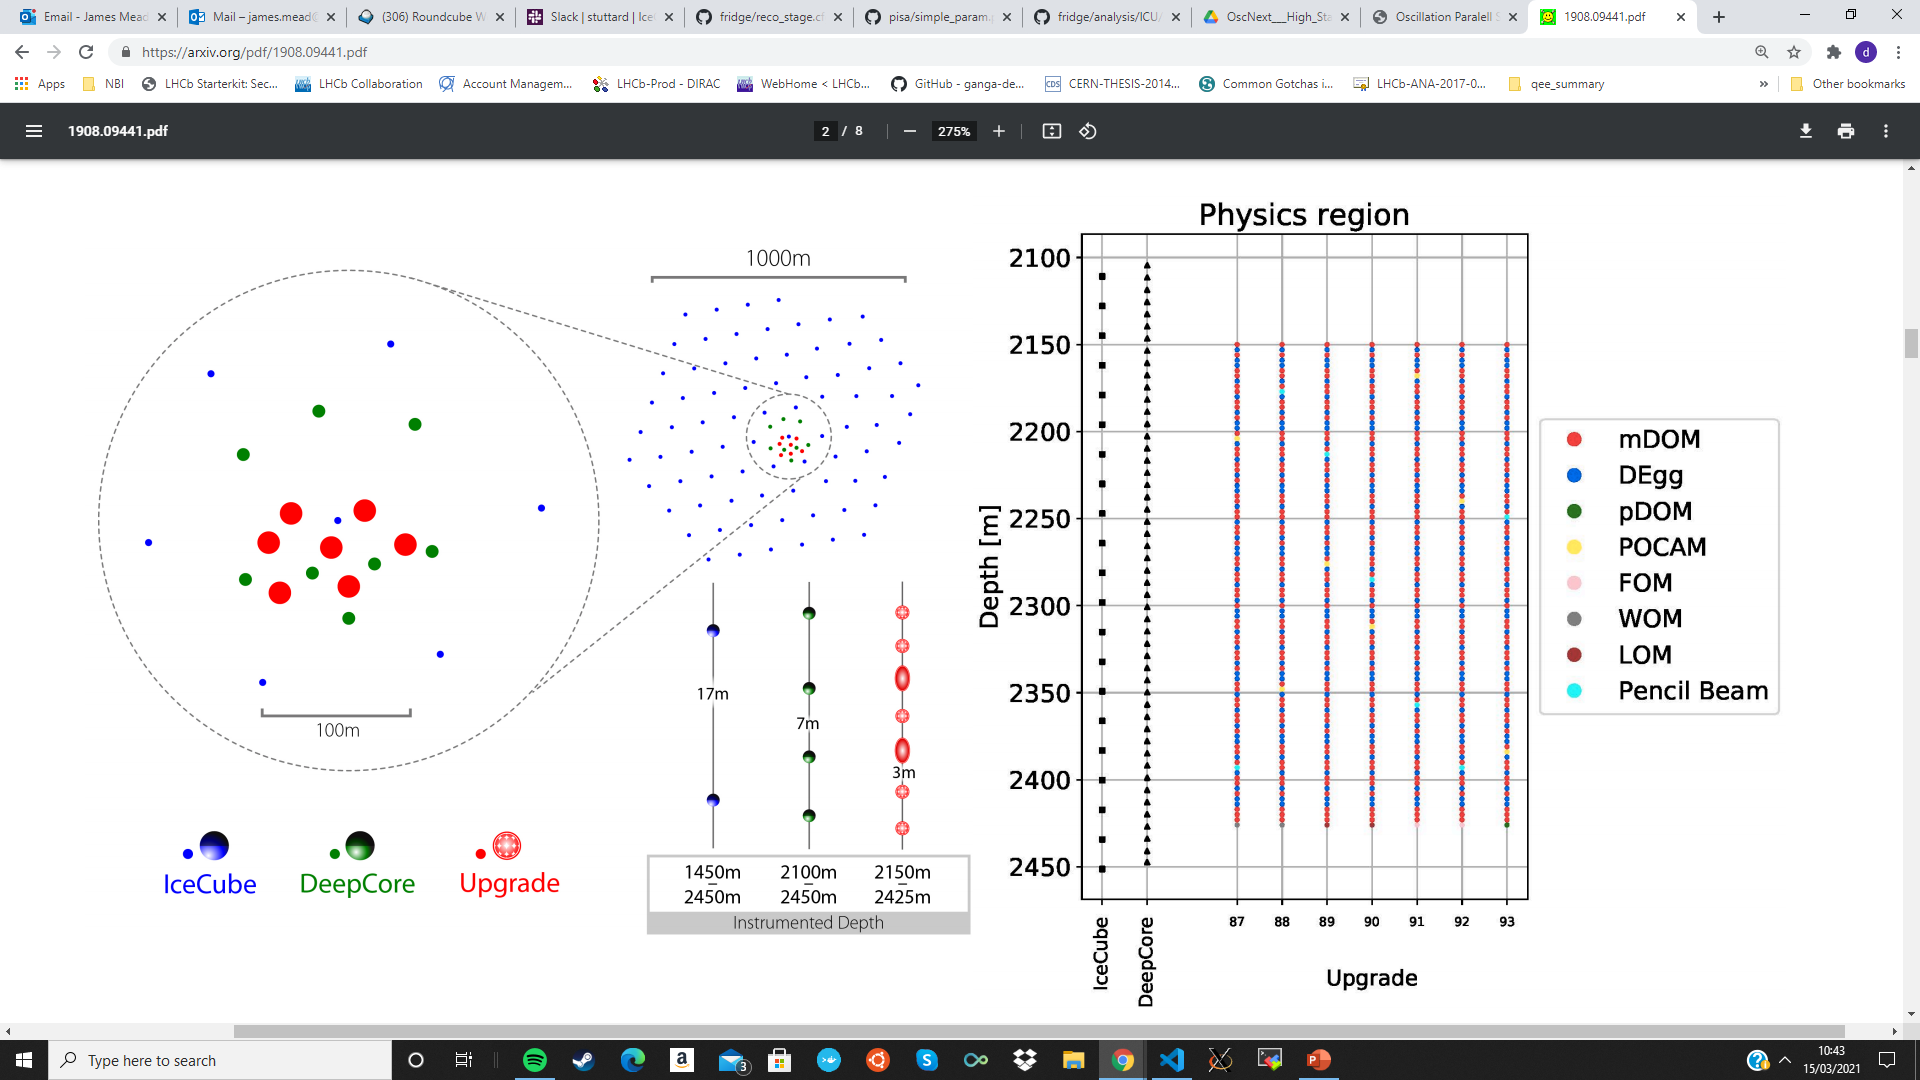 Email - James Mead
Mail – james.mead@
(306) Roundcube W
Slack | stuttard | Ice
fridge/reco_stage.cf
pisa/simple_param.p
fridge/analysis/ICU/
OscNext___High_Sta
Oscillation Paralell S
1908.09441.pdf
https://arxiv.org/pdf/1908.09441.pdf
d
Apps
NBI
LHCb Starterkit: Sec...
LHCb Collaboration
Account Managem...
LHCb-Prod - DIRAC
WebHome < LHCb...
GitHub - ganga-de...
CDS
CERN-THESIS-2014...
Common Gotchas i...
LHCb-ANA-2017-0...
qee_summary
»
Other bookmarks
1908.09441.pdf
2 / 8
275%
1000m
100m
IceCube
DeepCore
Upgrade
17m
7m
3m
1450m – 2450m
2100m – 2450m
2150m – 2425m
Instrumented Depth
Physics region
Depth [m]
2100
2150
2200
2250
2300
2350
2400
2450
IceCube
DeepCore
87
88
89
90
91
92
93
Upgrade
mDOM
DEgg
pDOM
POCAM
FOM
WOM
LOM
Pencil Beam
Type here to search
3
10:43
15/03/2021